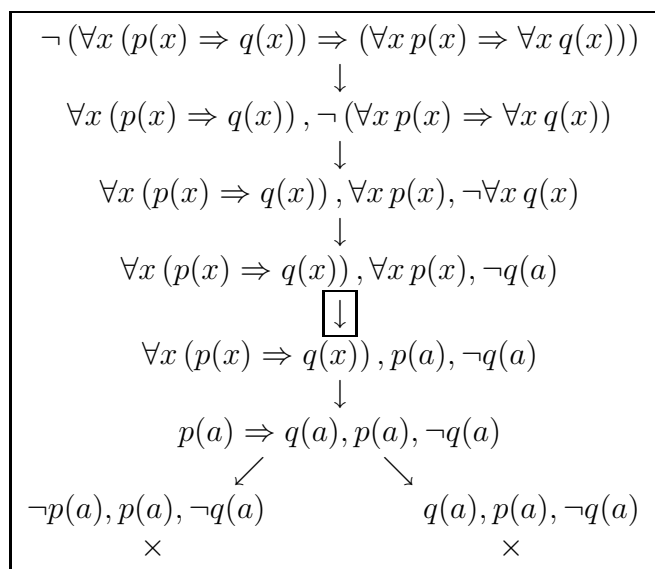 ¬ (∀x (p(x) ⇒ q(x)) ⇒ (∀x p(x) ⇒ ∀x q(x)))
↓
∀x (p(x) ⇒ q(x)) , ¬ (∀x p(x) ⇒ ∀x q(x))
↓
∀x (p(x) ⇒ q(x)) , ∀x p(x), ¬∀x q(x)
↓
∀x (p(x) ⇒ q(x)) , ∀x p(x), ¬q(a)
↓
∀x (p(x) ⇒ q(x)) , p(a), ¬q(a)
↓
p(a) ⇒ q(a), p(a), ¬q(a)
↙ ↘
¬p(a), p(a), ¬q(a) q(a), p(a), ¬q(a)
× ×